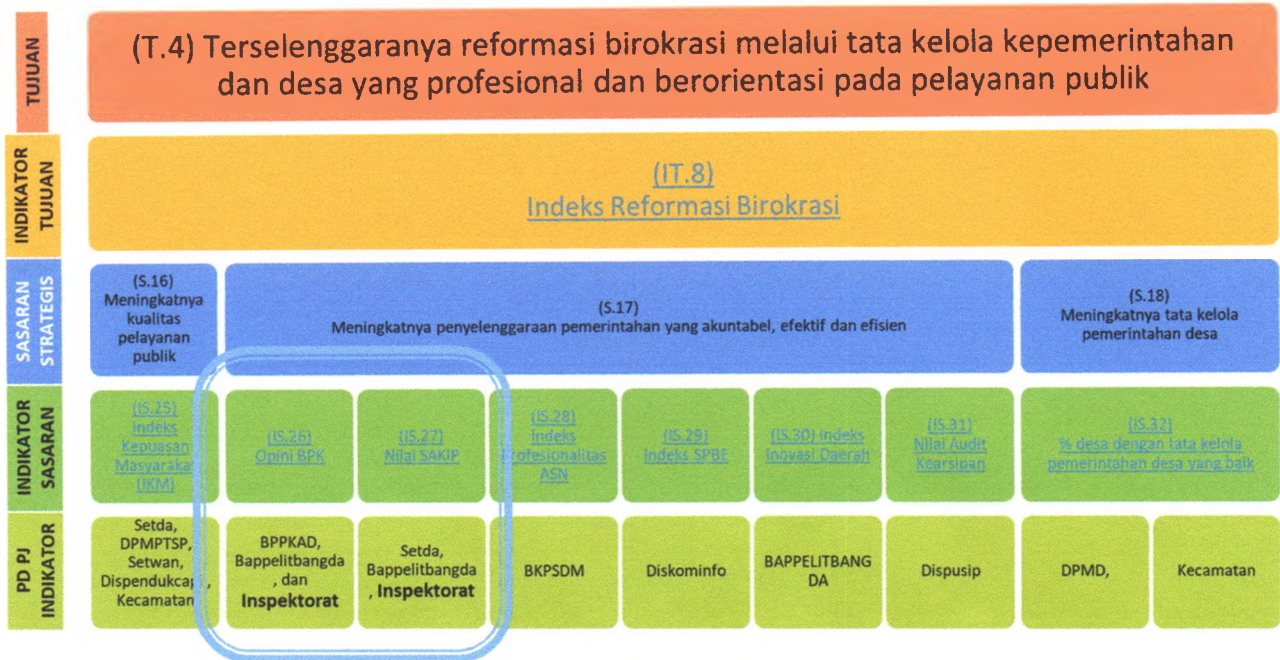 TUJUAN
(T.4) Terselenggaranya reformasi birokrasi melalui tata kelola kepemerintahan
dan desa yang profesional dan berorientasi pada pelayanan publik
INDIKATOR
TUJUAN
(IT.8)
Indeks Reformasi Birokrasi
SASARAN
STRATEGIS
(S.16)
Meningkatnya
kualitas
pelayanan
publik
(S.17)
Meningkatnya penyelenggaraan pemerintahan yang akuntabel, efektif dan efisien
(S.18)
Meningkatnya tata kelola
pemerintahan desa
INDIKATOR
SASARAN
(IS.25)
Indeks
Kepuasan
Masyarakat
(IKM)
(IS.26)
Opini BPK
(IS.27)
Nilai SAKIP
(IS.28)
Indeks
Profesionalitas
ASN
(IS.29)
Indeks SPBE
(IS.30) Indeks
Inovasi Daerah
(IS.31)
Nilai Audit
Kearsipan
(IS.32)
% desa dengan tata kelola
pemerintahan desa yang baik
PD PJ
INDIKATOR
Setda,
DPMPTSP,
Setwan,
Dispendukcapil,
Kecamatan
BPPKAD,
Bappelitbangda
, dan
Inspektorat
Setda,
Bappelitbangda
, Inspektorat
BKPSDM
Diskominfo
BAPPELITBANG
DA
Dispusip
DPMD,
Kecamatan